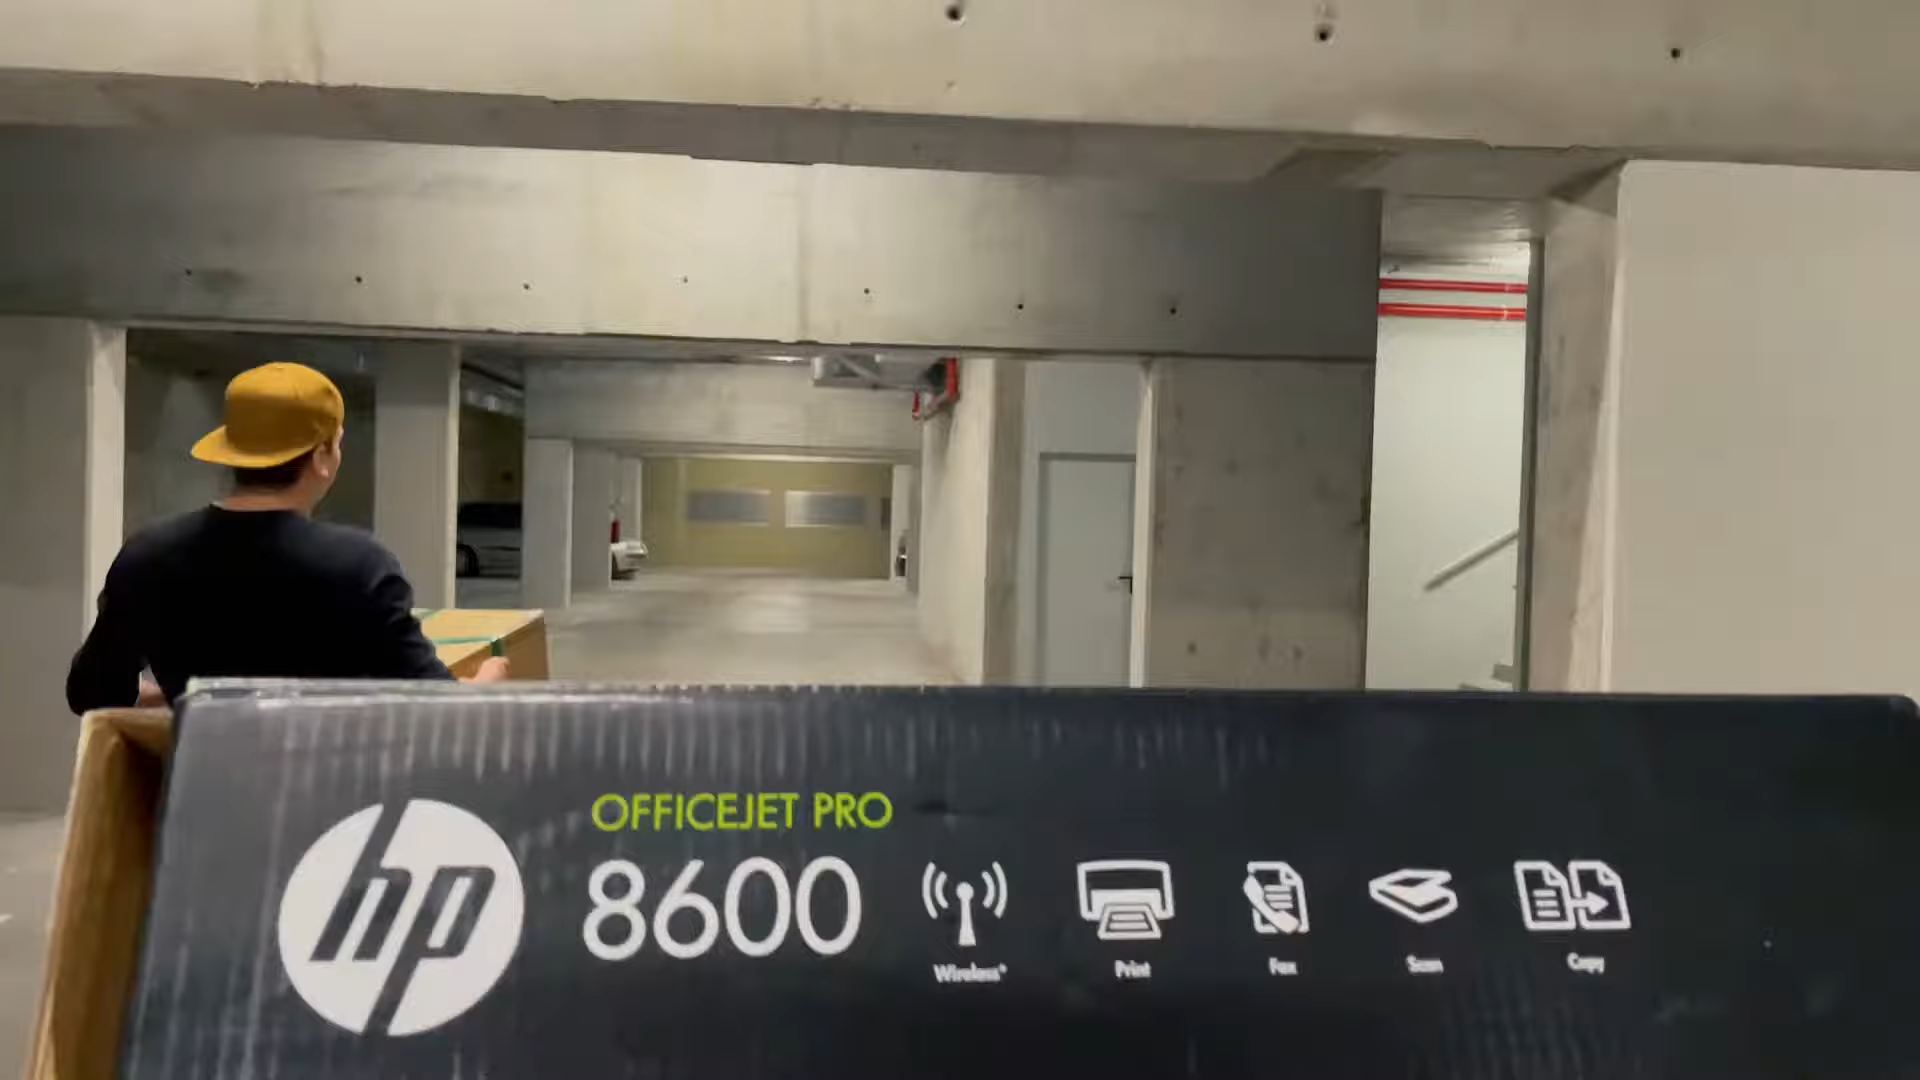 hp
OFFICEJET PRO
8600
Wireless*
Print
Fax
Scan
Copy